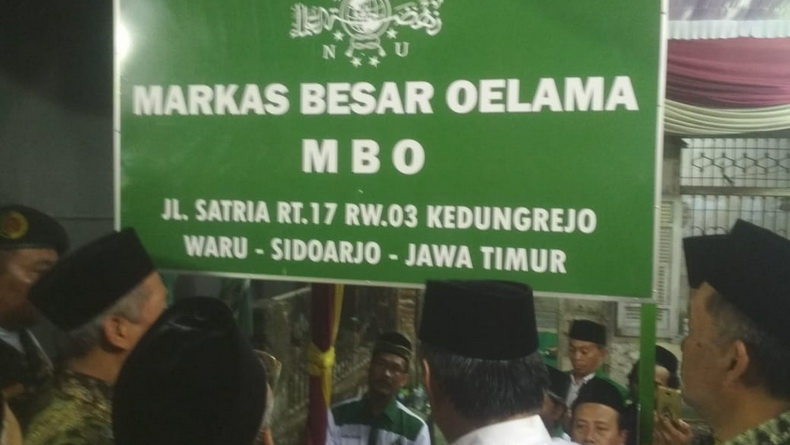 N U
MARKAS BESAR OELAMA
M B O
JL. SATRIA RT.17 RW.03 KEDUNGREJO
WARU - SIDOARJO - JAWA TIMUR